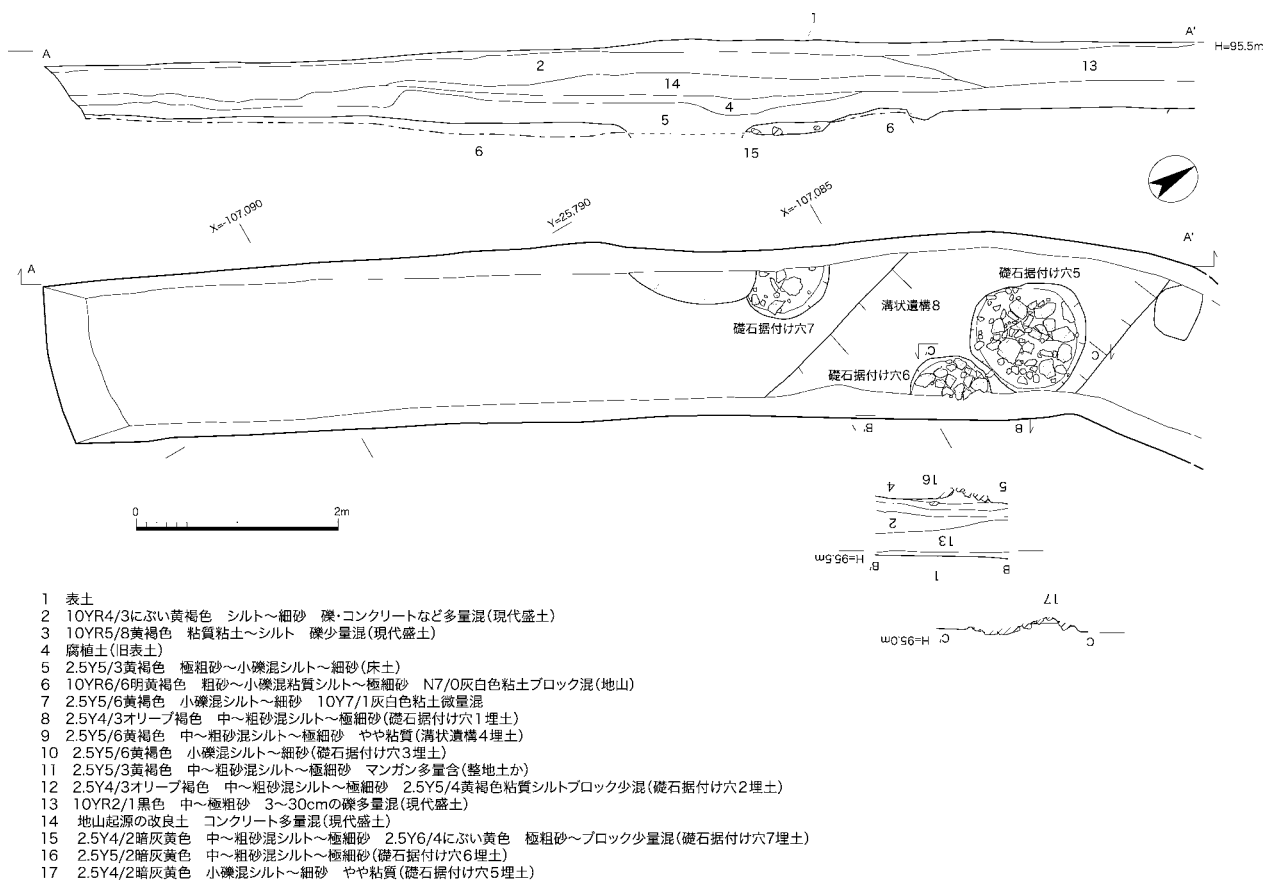 1
A
A'
H=95.5m
2
13
14
4
5
6
6
15
X=-107,090
Y=25,790
X=-107,085
A
A'
礎石据付け穴5
溝状遺構8
礎石据付け穴7
C'
C
礎石据付け穴6
B'
B
0
2m
4
16
5
2
13
H=95.5m
B'
B
1
17
H=95.0m
C'
C
1 表土
2 10YR4/3にぶい黄褐色 シルト～細砂 礫・コンクリートなど多量混(現代盛土)
3 10YR5/8黄褐色 粘質粘土～シルト 礫少量混(現代盛土)
4 腐植土(旧表土)
5 2.5Y5/3黄褐色 極粗砂～小礫混シルト～細砂(床土)
6 10YR6/6明黄褐色 粗砂～小礫混粘質シルト～極細砂 N7/0灰白色粘土ブロック混(地山)
7 2.5Y5/6黄褐色 小礫混シルト～細砂 10Y7/1灰白色粘土微量混
8 2.5Y4/3オリーブ褐色 中～粗砂混シルト～極細砂(礎石据付け穴1埋土)
9 2.5Y5/6黄褐色 中～粗砂混シルト～極細砂 やや粘質(溝状遺構4埋土)
10 2.5Y5/6黄褐色 小礫混シルト～細砂(礎石据付け穴3埋土)
11 2.5Y5/3黄褐色 中～粗砂混シルト～極細砂 マンガン多量含(整地土か)
12 2.5Y4/3オリーブ褐色 中～粗砂混シルト～極細砂 2.5Y5/4黄褐色粘質シルトブロック少混(礎石据付け穴2埋土)
13 10YR2/1黒色 中～極粗砂 3～30cmの礫多量混(現代盛土)
14 地山起源の改良土 コンクリート多量混(現代盛土)
15 2.5Y4/2暗灰黄色 中～粗砂混シルト～極細砂 2.5Y6/4にぶい黄色 極粗砂～ブロック少量混(礎石据付け穴7埋土)
16 2.5Y5/2暗灰黄色 中～粗砂混シルト～極細砂(礎石据付け穴6埋土)
17 2.5Y4/2暗灰黄色 小礫混シルト～細砂 やや粘質(礎石据付け穴5埋土)